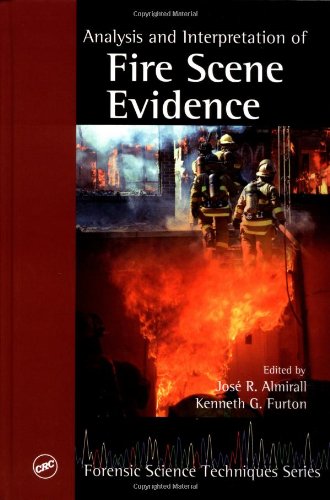 Analysis and Interpretation of
Fire Scene
Evidence
Edited by
José R. Almirall
Kenneth G. Furton
CRC
Forensic Science Techniques Series